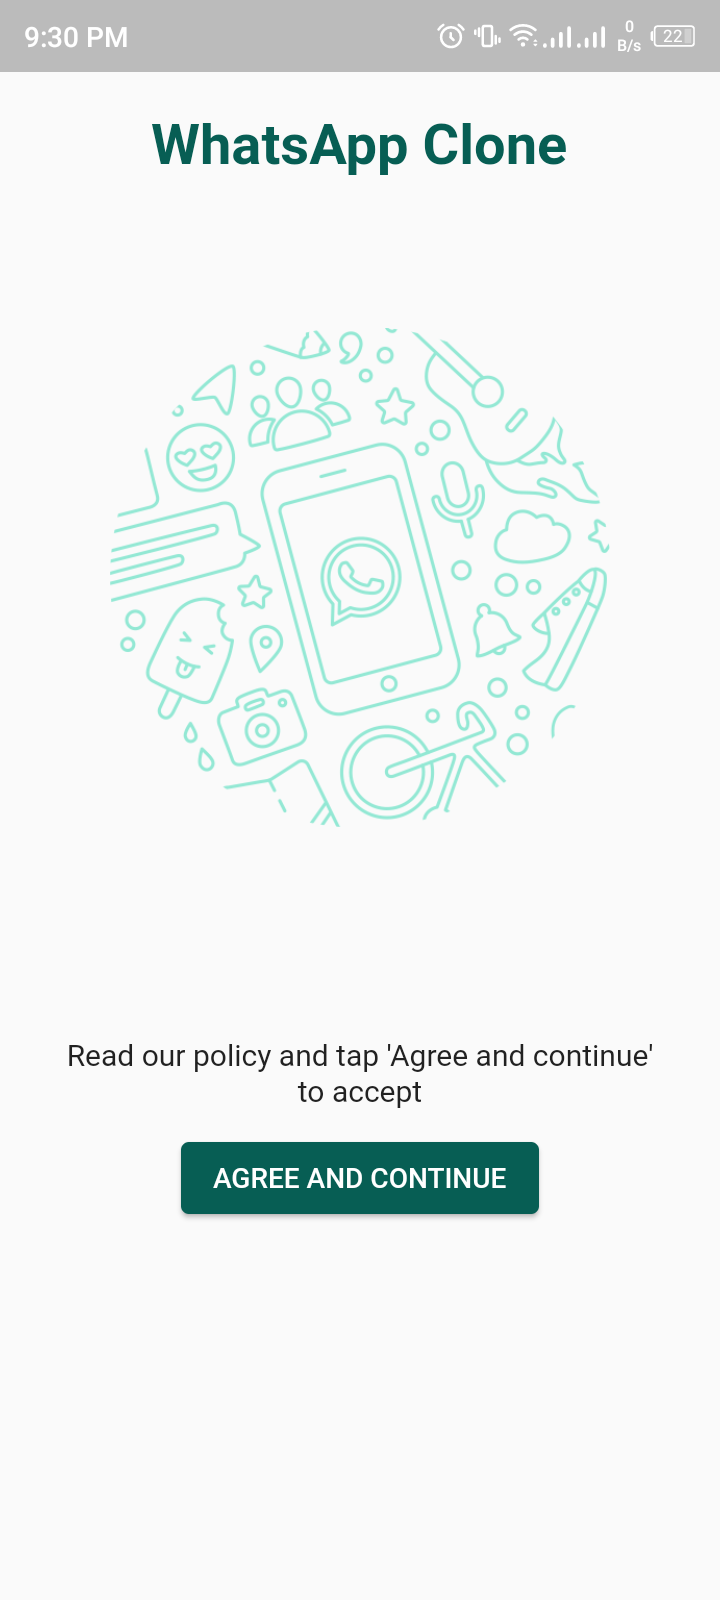 9:30 PM
0
B/s
22
WhatsApp Clone
Read our policy and tap 'Agree and continue'
to accept
AGREE AND CONTINUE